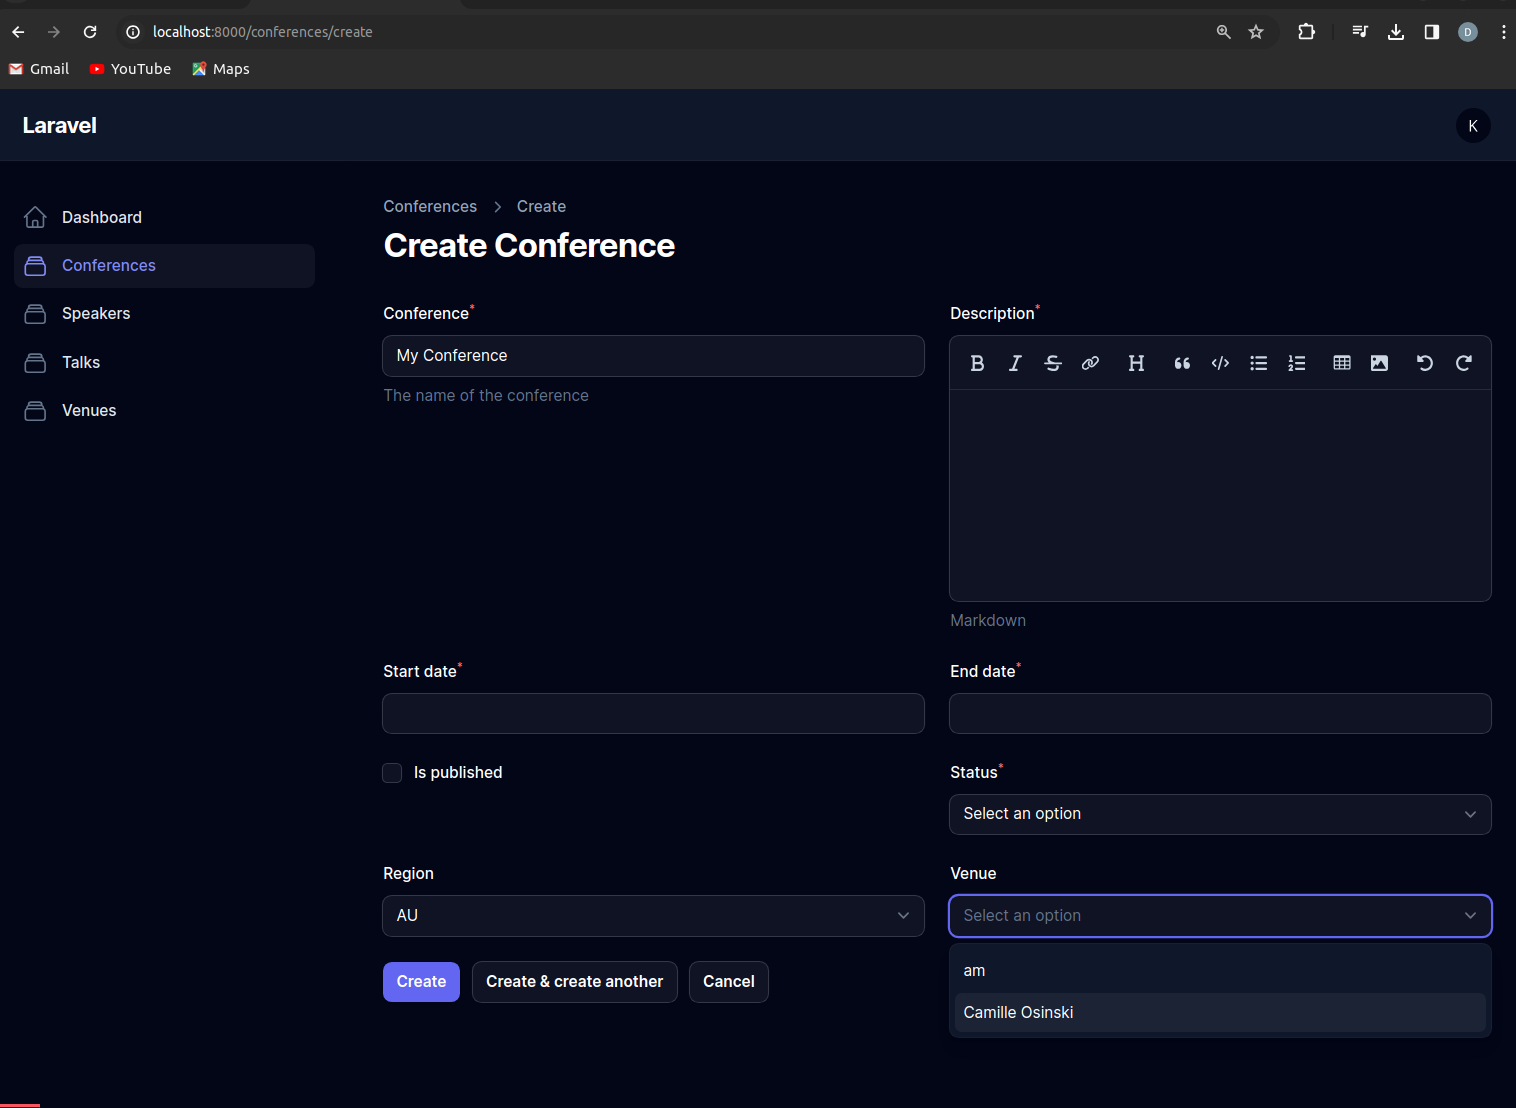 localhost:8000/conferences/create
D
Gmail YouTube Maps
Laravel
K
Dashboard
Conferences
Speakers
Talks
Venues
Conferences > Create
Create Conference
Conference*
My Conference
The name of the conference
Description*
B I S H
Markdown
Start date*
End date*
Is published
Status*
Select an option
Region
AU
Venue
Select an option
am
Camille Osinski
Create
Create & create another
Cancel